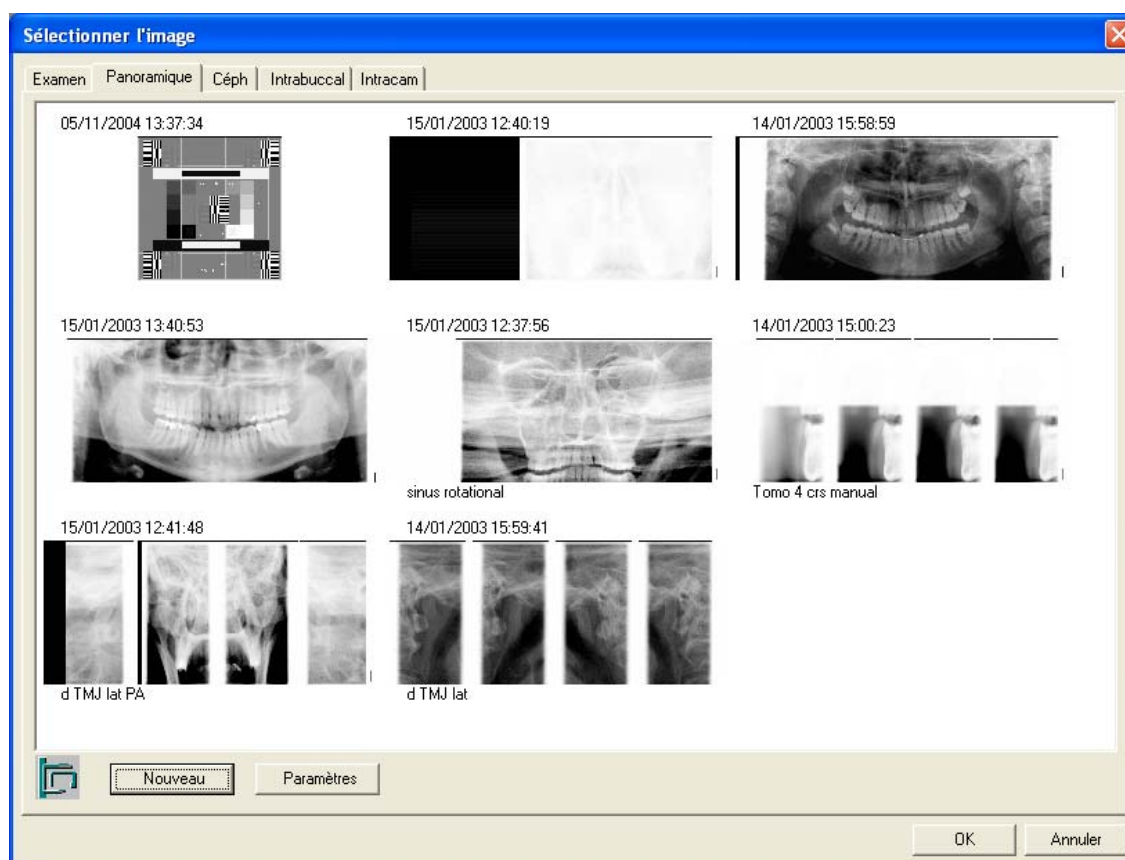 Sélectionner l'image
Examen Panoramique Céph Intrabuccal Intracam
05/11/2004 13:37:34 15/01/2003 12:40:19 14/01/2003 15:58:59
15/01/2003 13:40:53 15/01/2003 12:37:56 14/01/2003 15:00:23
sinus rotational Tomo 4 crs manual
15/01/2003 12:41:48 14/01/2003 15:59:41
d TMJ lat PA d TMJ lat
Nouveau Paramètres
OK Annuler